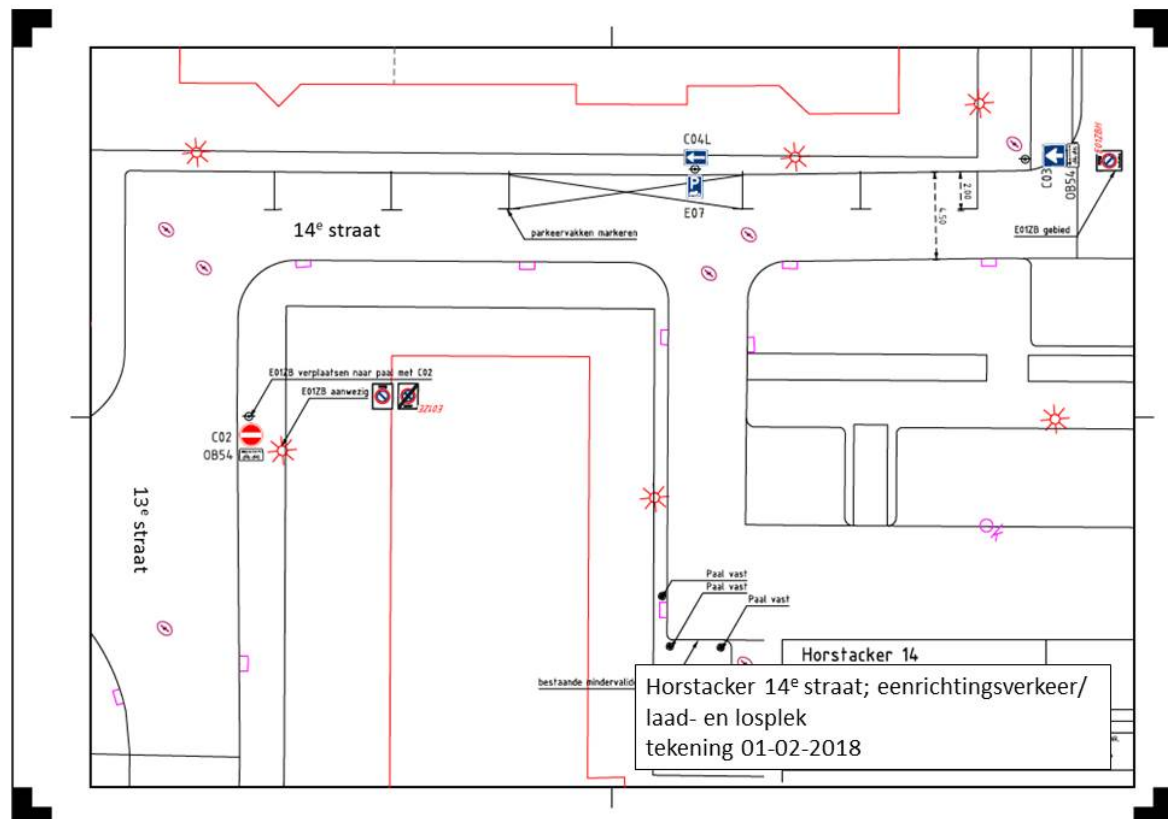 C04L
E07
C03
OB54
E01ZBH
E01ZB gebied
14e straat
parkeervakken markeren
4.50
2.00
E01ZB verplaatsen naar paal met C02
E01ZB aanwezig
E01ZE
C02
OB54
13e straat
Paal vast
Paal vast
Paal vast
Horstacker 14
bestaande mindervalide
Horstacker 14e straat; eenrichtingsverkeer/
laad- en losplek
tekening 01-02-2018